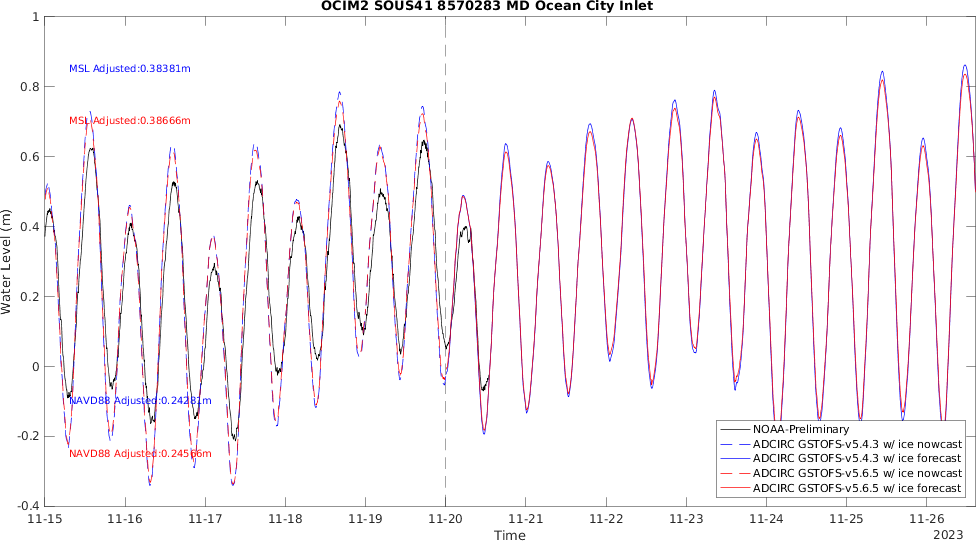 OCIM2 SOUS41 8570283 MD Ocean City Inlet
1
0.8
0.6
0.4
0.2
0
-0.2
-0.4
Water Level (m)
MSL Adjusted:0.38381m
MSL Adjusted:0.38666m
NAVD88 Adjusted:0.24281m
NAVD88 Adjusted:0.24566m
NOAA-Preliminary
ADCIRC GSTOFS-v5.4.3 w/ ice nowcast
ADCIRC GSTOFS-v5.4.3 w/ ice forecast
ADCIRC GSTOFS-v5.6.5 w/ ice nowcast
ADCIRC GSTOFS-v5.6.5 w/ ice forecast
11-15 11-16 11-17 11-18 11-19 11-20 11-21 11-22 11-23 11-24 11-25 11-26
Time
2023